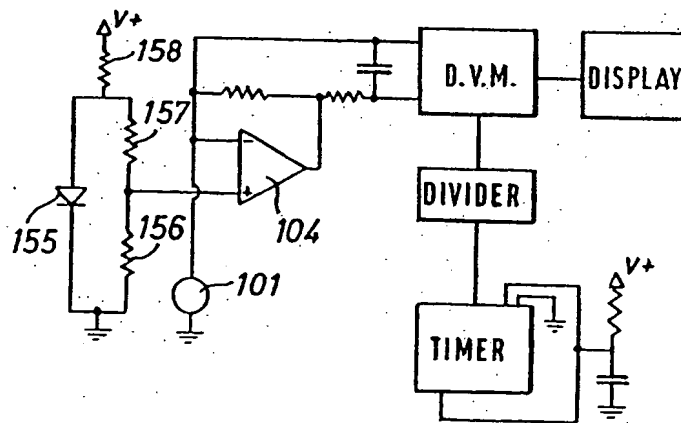 V+
158
157
155
156
101
-
+
104
D.V.M.
DISPLAY
DIVIDER
TIMER
V+